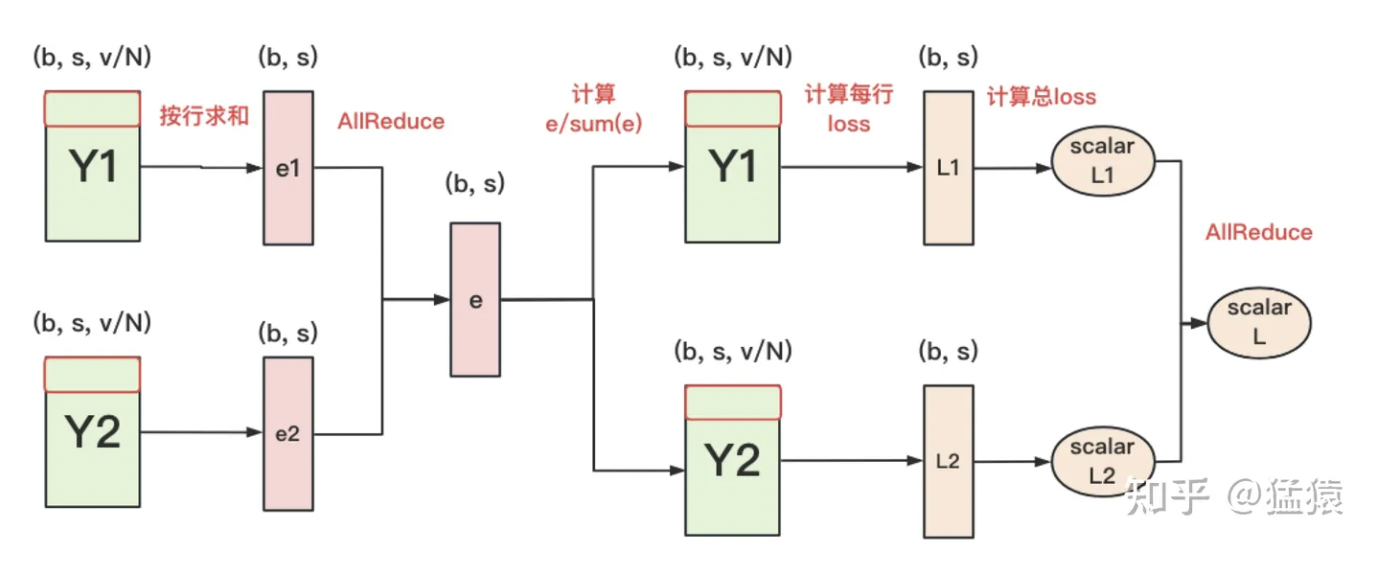 (b, s, v/N)
(b, s)
(b, s, v/N)
(b, s)
按行求和
AllReduce
计算
e/sum(e)
计算每行
loss
计算总loss
Y1
e1
(b, s)
e
Y1
L1
scalar
L1
AllReduce
scalar
L
(b, s, v/N)
(b, s)
(b, s, v/N)
(b, s)
Y2
e2
Y2
L2
scalar
L2
知乎 @猛猿